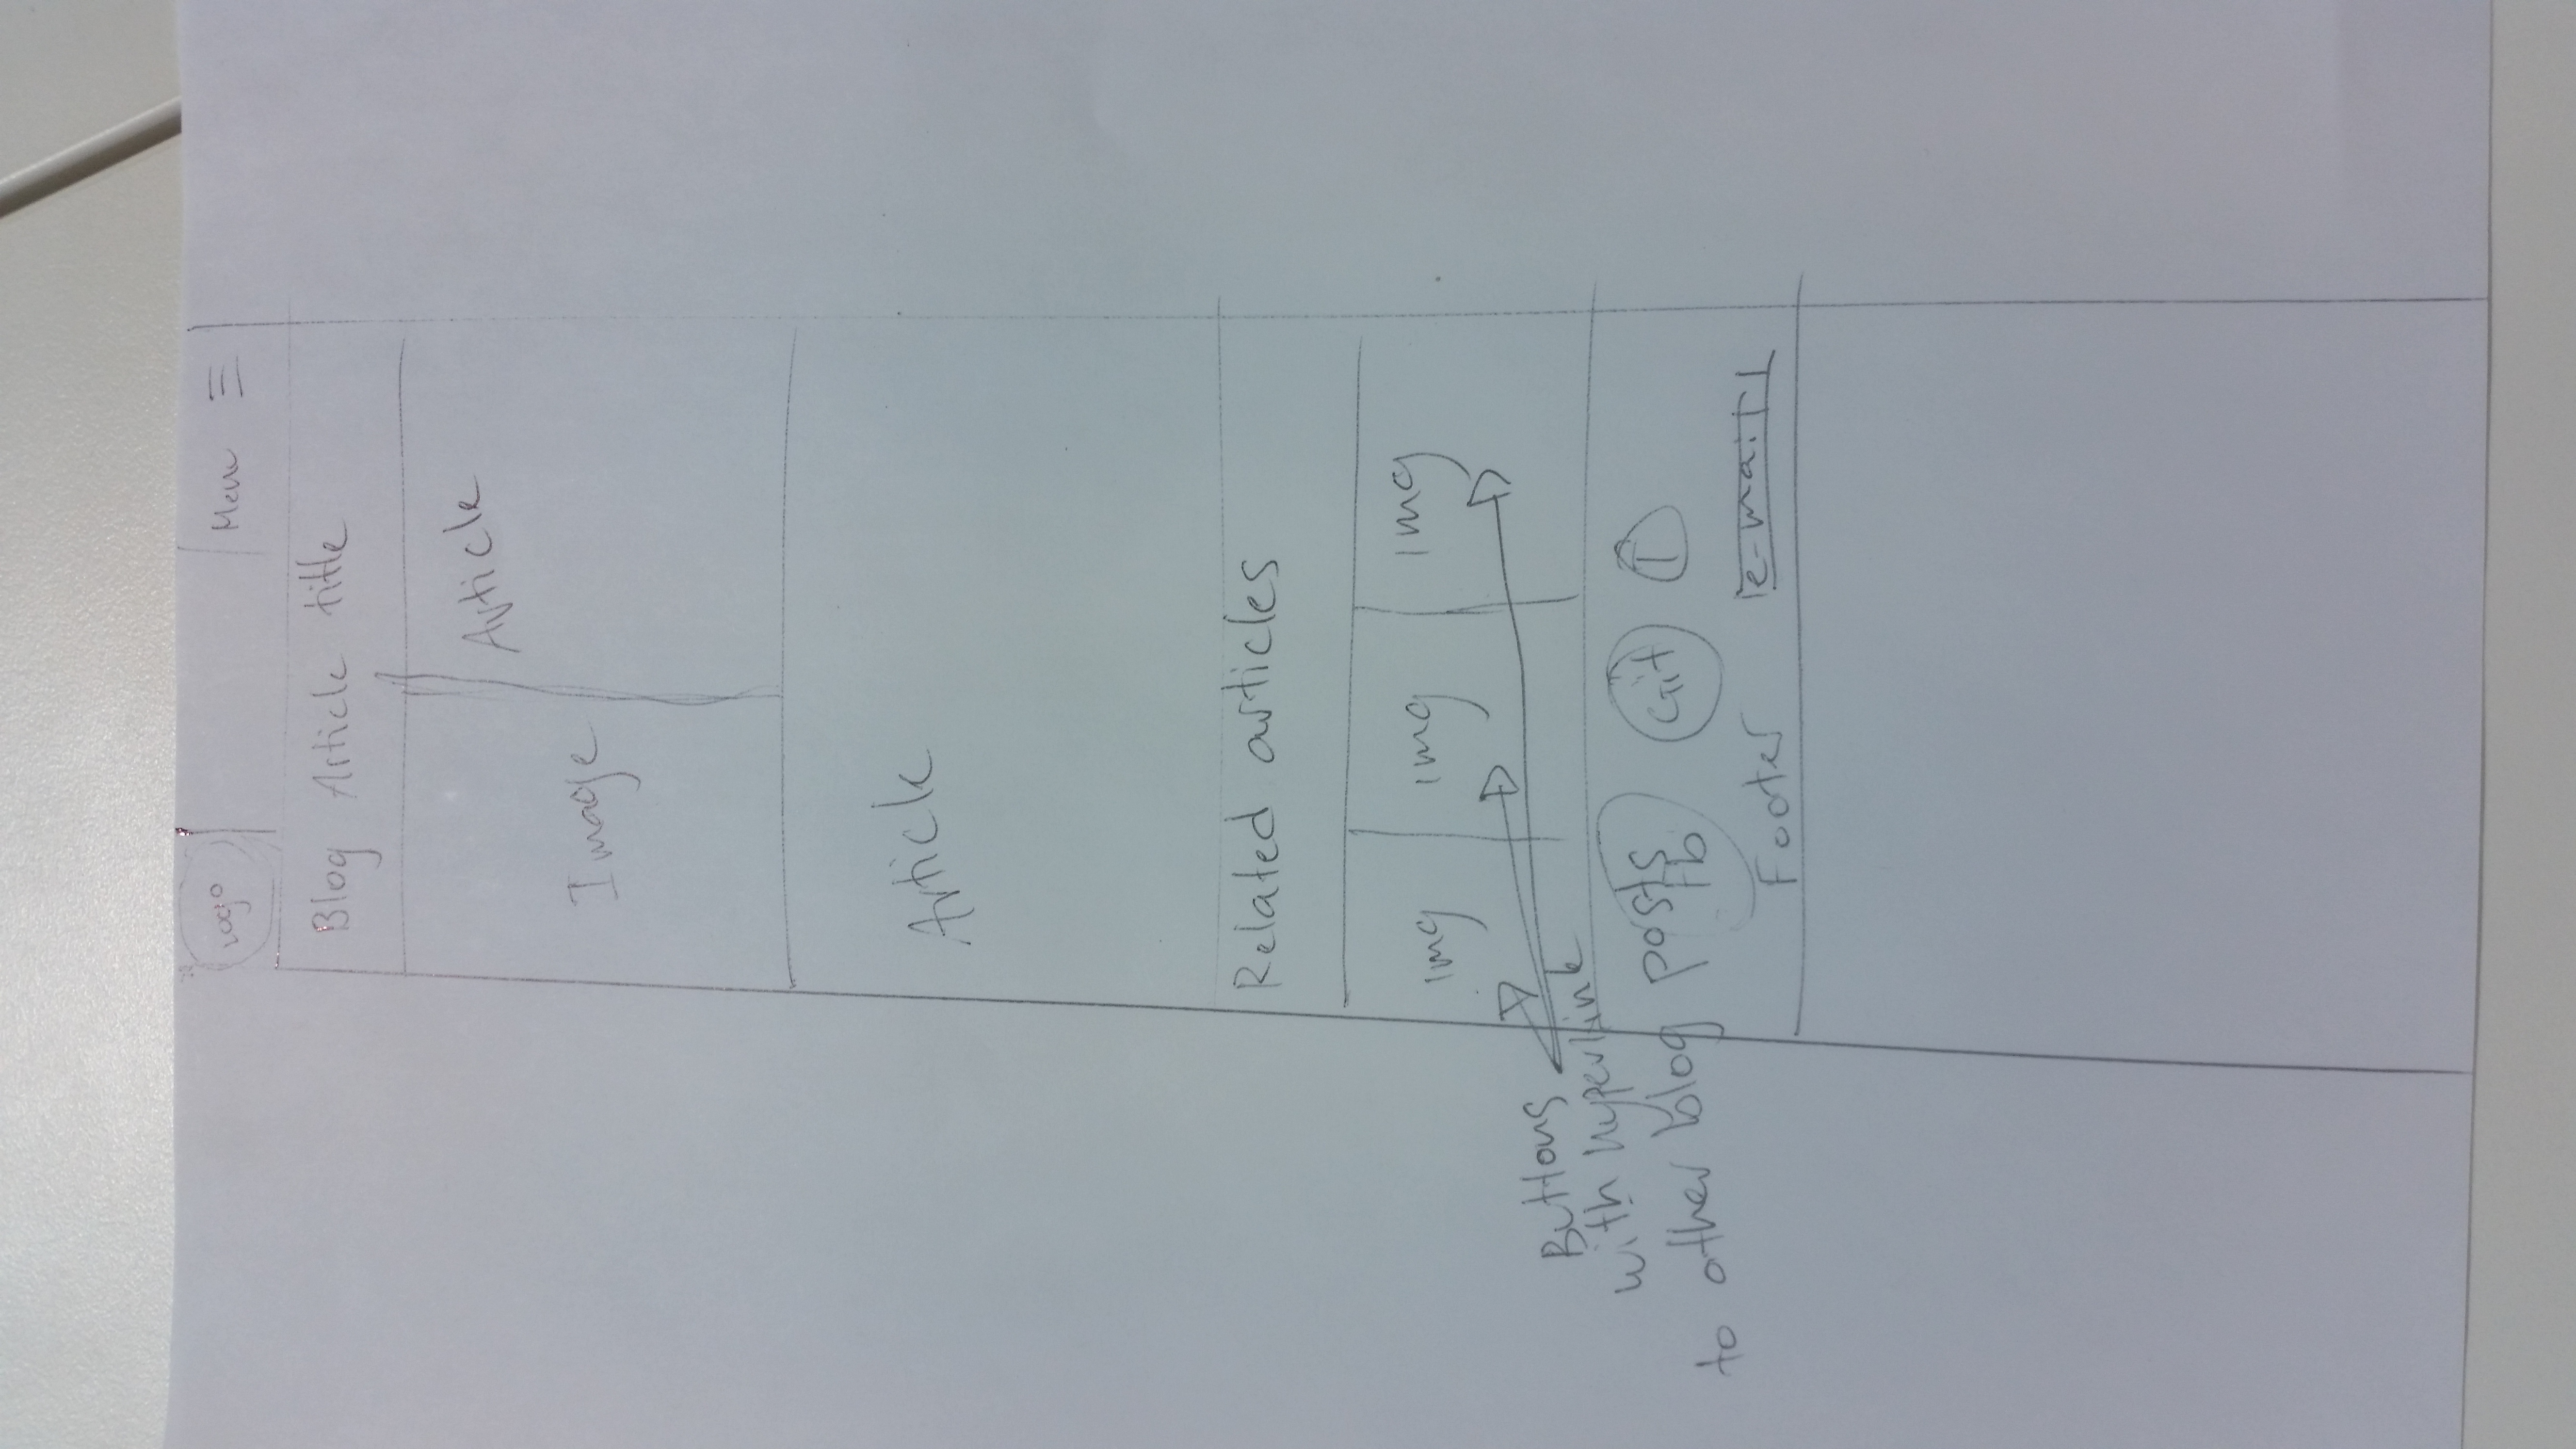 Logo
Menu
Blog Article title
Article
Image
Article
Related articles
img img img
Buttons
with hyperlink
to other blog posts
fb
Git
T
Footer
e-mail